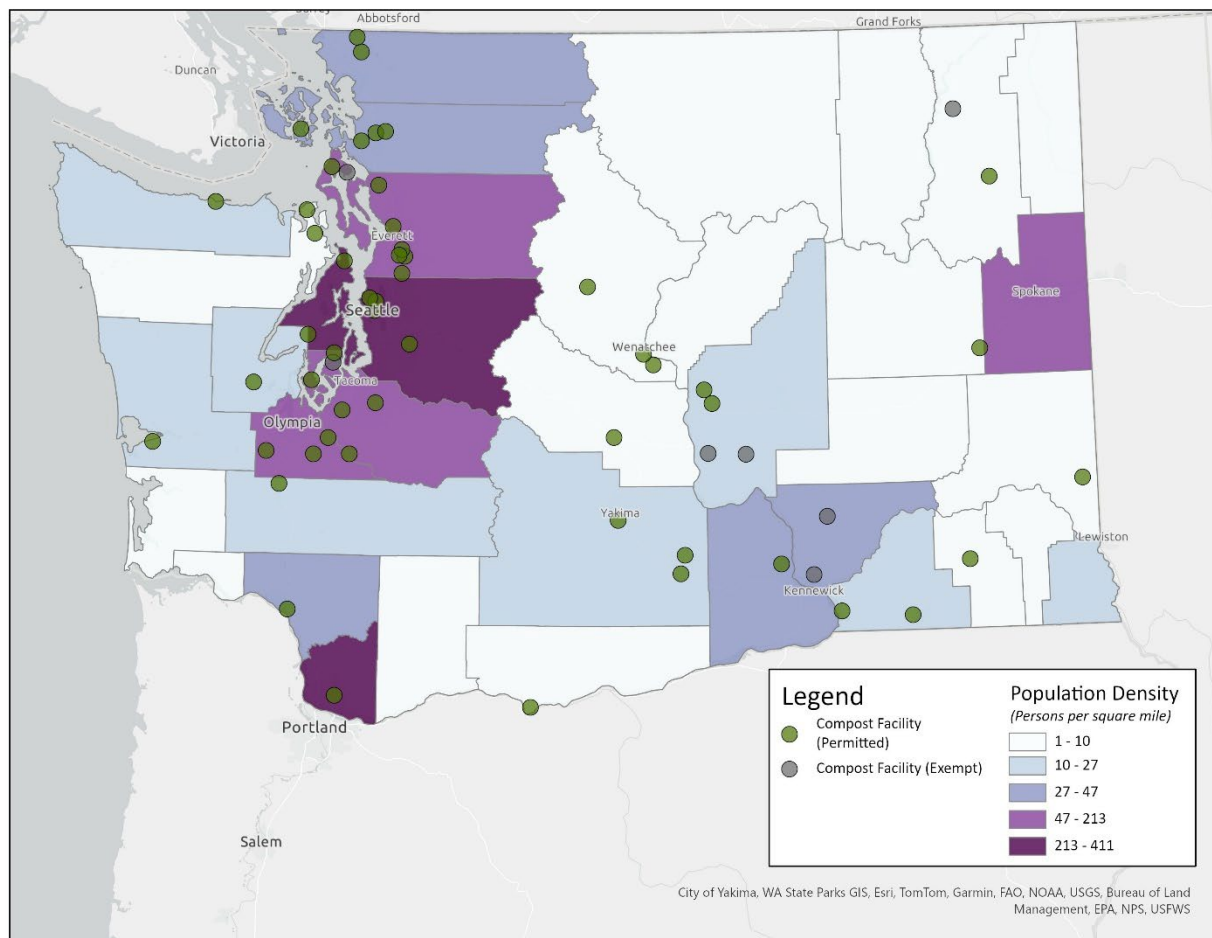 Abbotsford
Grand Forks
Duncan
Victoria
Everett
Seattle
Spokane
Wenatchee
Tacoma
Olympia
Yakima
Lewiston
Kennewick
Portland
Salem
Legend
Compost Facility
(Permitted)
Compost Facility (Exempt)
Population Density
(Persons per square mile)
1 - 10
10 - 27
27 - 47
47 - 213
213 - 411
City of Yakima, WA State Parks GIS, Esri, TomTom, Garmin, FAO, NOAA, USGS, Bureau of Land
Management, EPA, NPS, USFWS